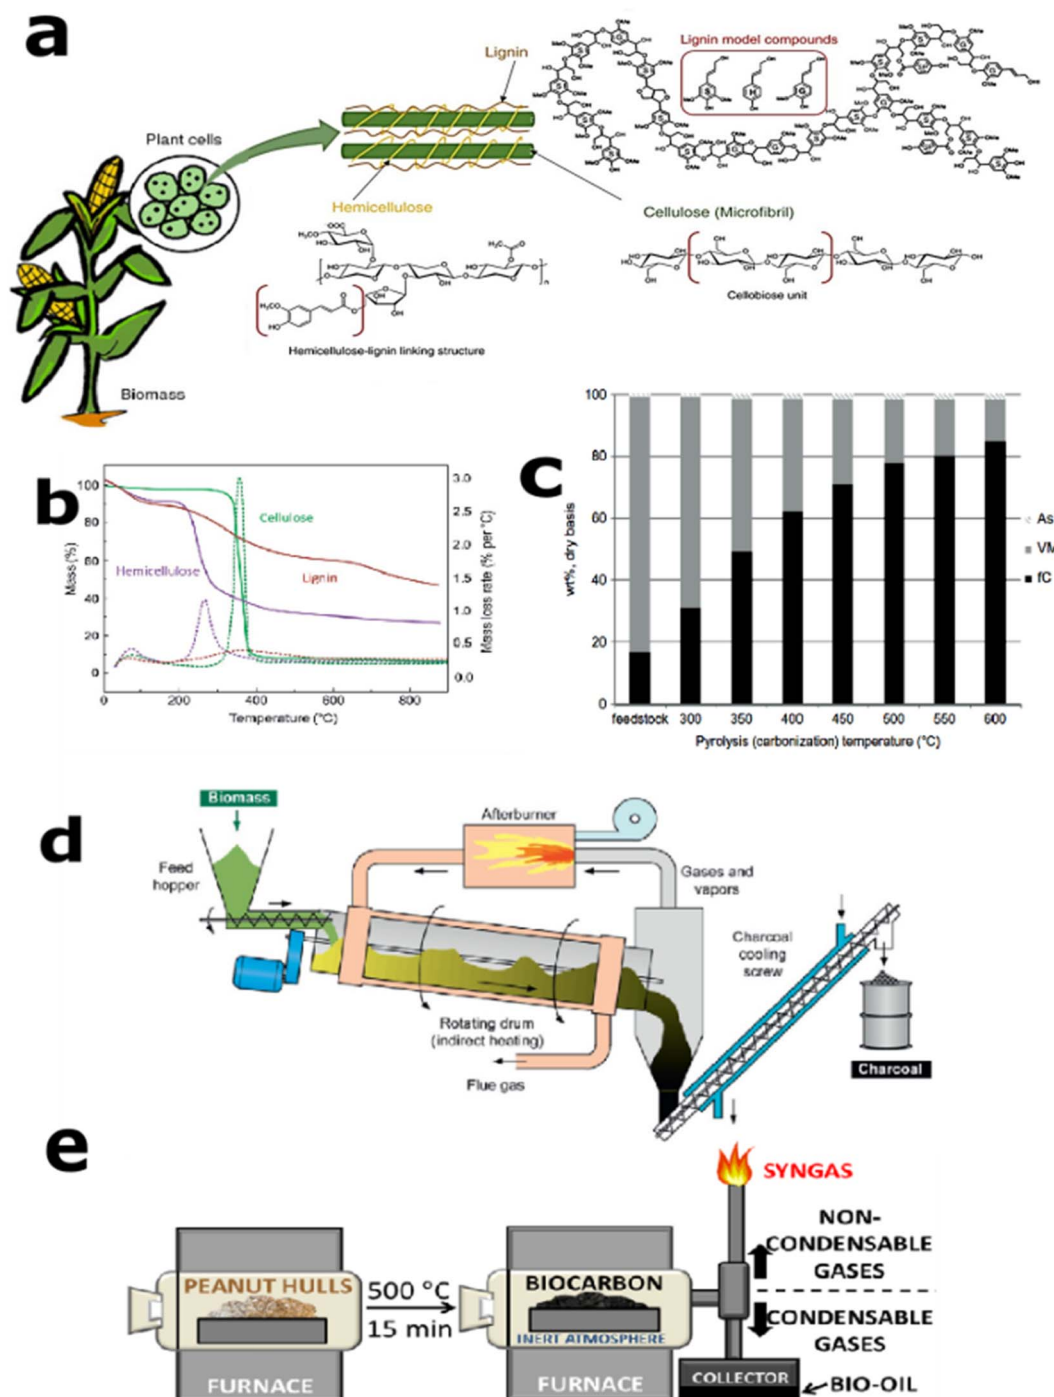 a
Lignin
Lignin model compounds
S
H
G
Plant cells
Hemicellulose
Cellulose (Microfibril)
Cellobiose unit
Hemicellulose-lignin linking structure
Biomass
b
Mass (%)
100
80
60
40
20
0
Cellulose
Hemicellulose
Lignin
3.0
2.5
2.0
1.5
1.0
0.5
0.0
Mass loss rate (% per °C)
0
200
400
600
800
Temperature (°C)
c
wt%, dry basis
100
80
60
40
20
0
As
VM
fC
feedstock 300 350 400 450 500 550 600
Pyrolysis (carbonization) temperature (°C)
d
Biomass
Feed
hopper
Afterburner
Gases and
vapors
Charcoal
cooling
screw
Rotating drum
(indirect heating)
Flue gas
Charcoal
e
SYNGAS
NON-
CONDENSABLE
GASES
PEANUT HULLS
500 °C
15 min
BIOCARBON
INERT ATMOSPHERE
CONDENSABLE
GASES
FURNACE
FURNACE
COLLECTOR
BIO-OIL